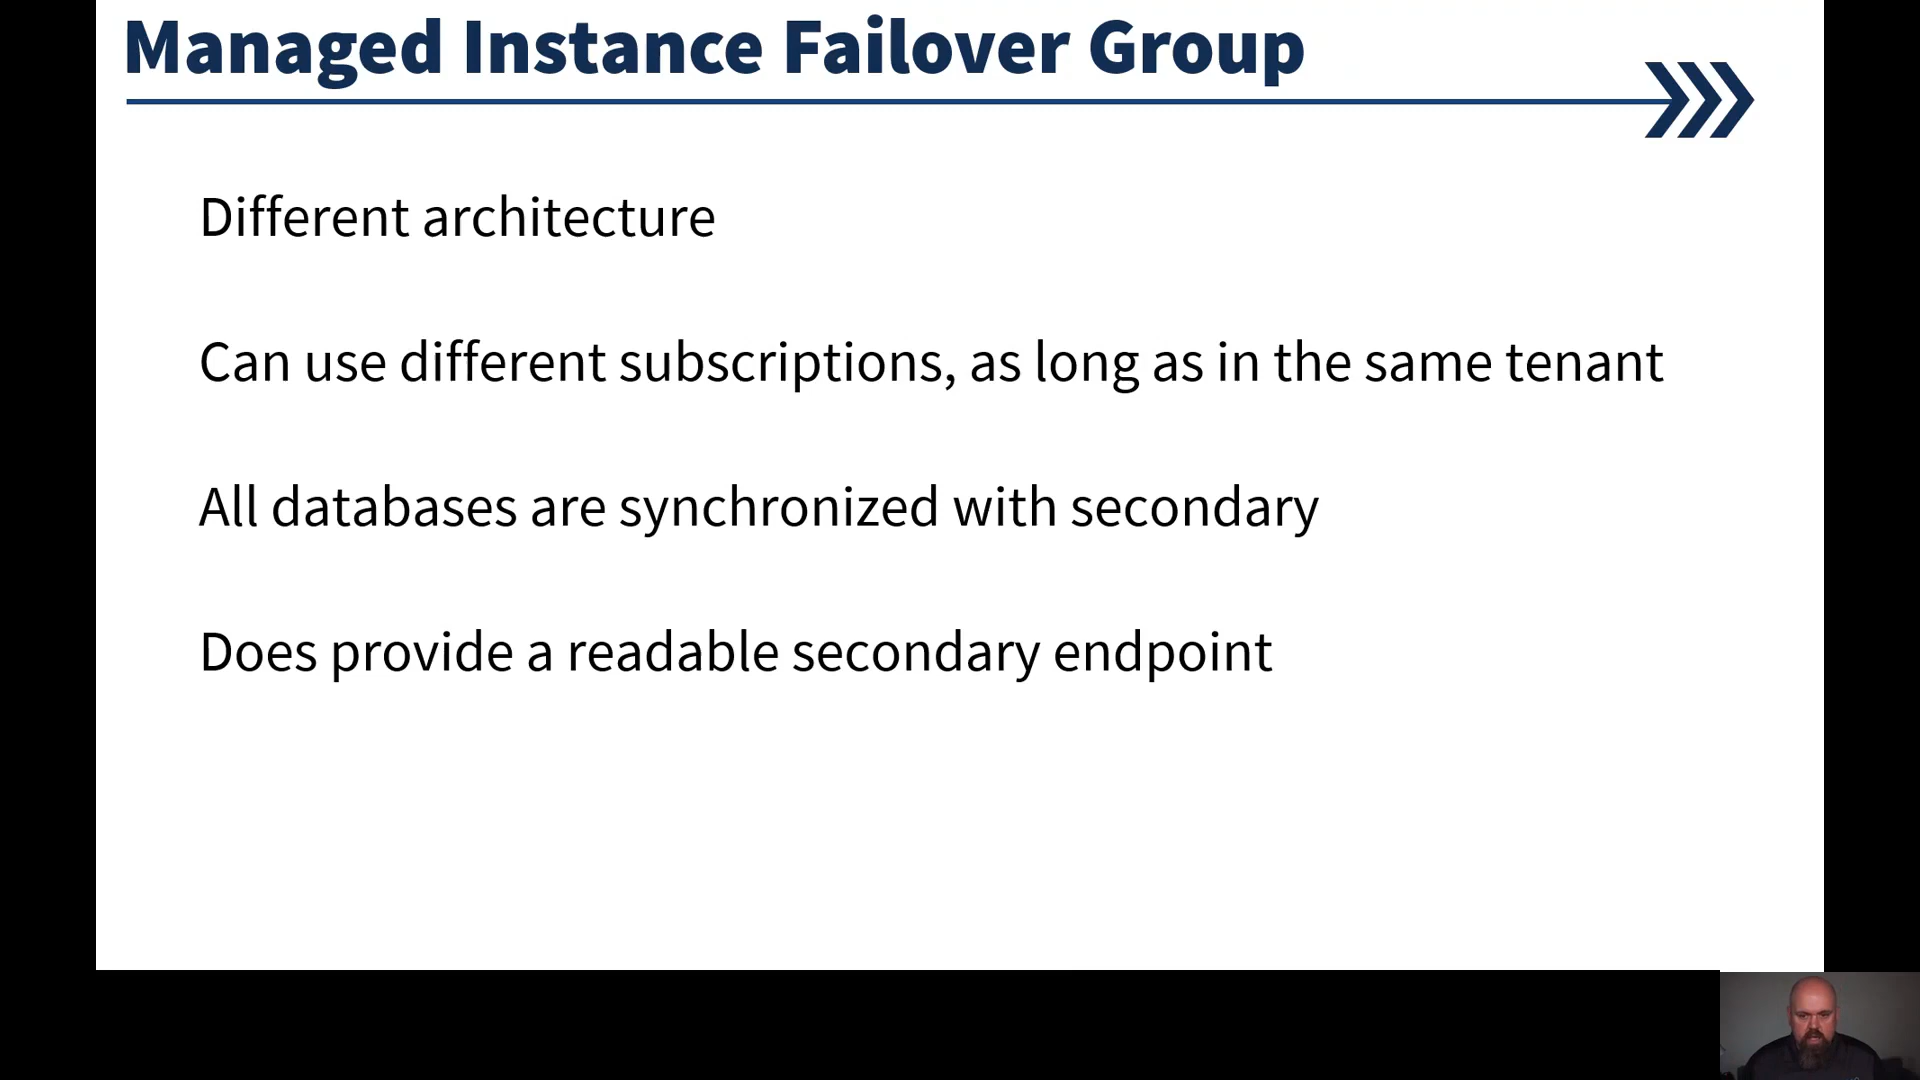 Managed Instance Failover Group
Different architecture
Can use different subscriptions, as long as in the same tenant
All databases are synchronized with secondary
Does provide a readable secondary endpoint